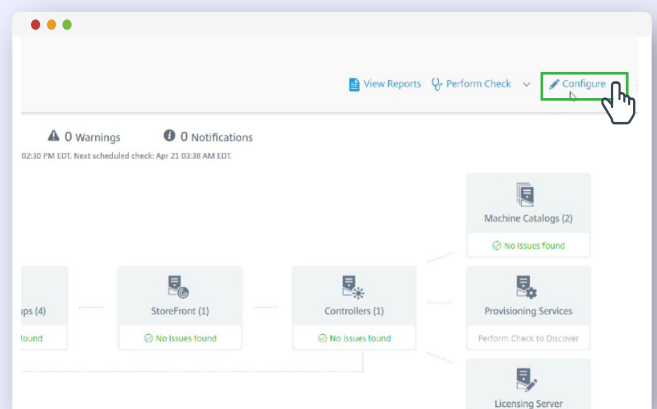 View Reports Perform Check Configure
0 Warnings 0 Notifications
02:30 PM EDT. Next scheduled check: Apr 21 03:38 AM EDT.
Machine Catalogs (2)
No Issues found
ups (4) StoreFront (1) Controllers (1) Provisioning Services
found No Issues found No Issues found Perform Check to Discover
Licensing Server